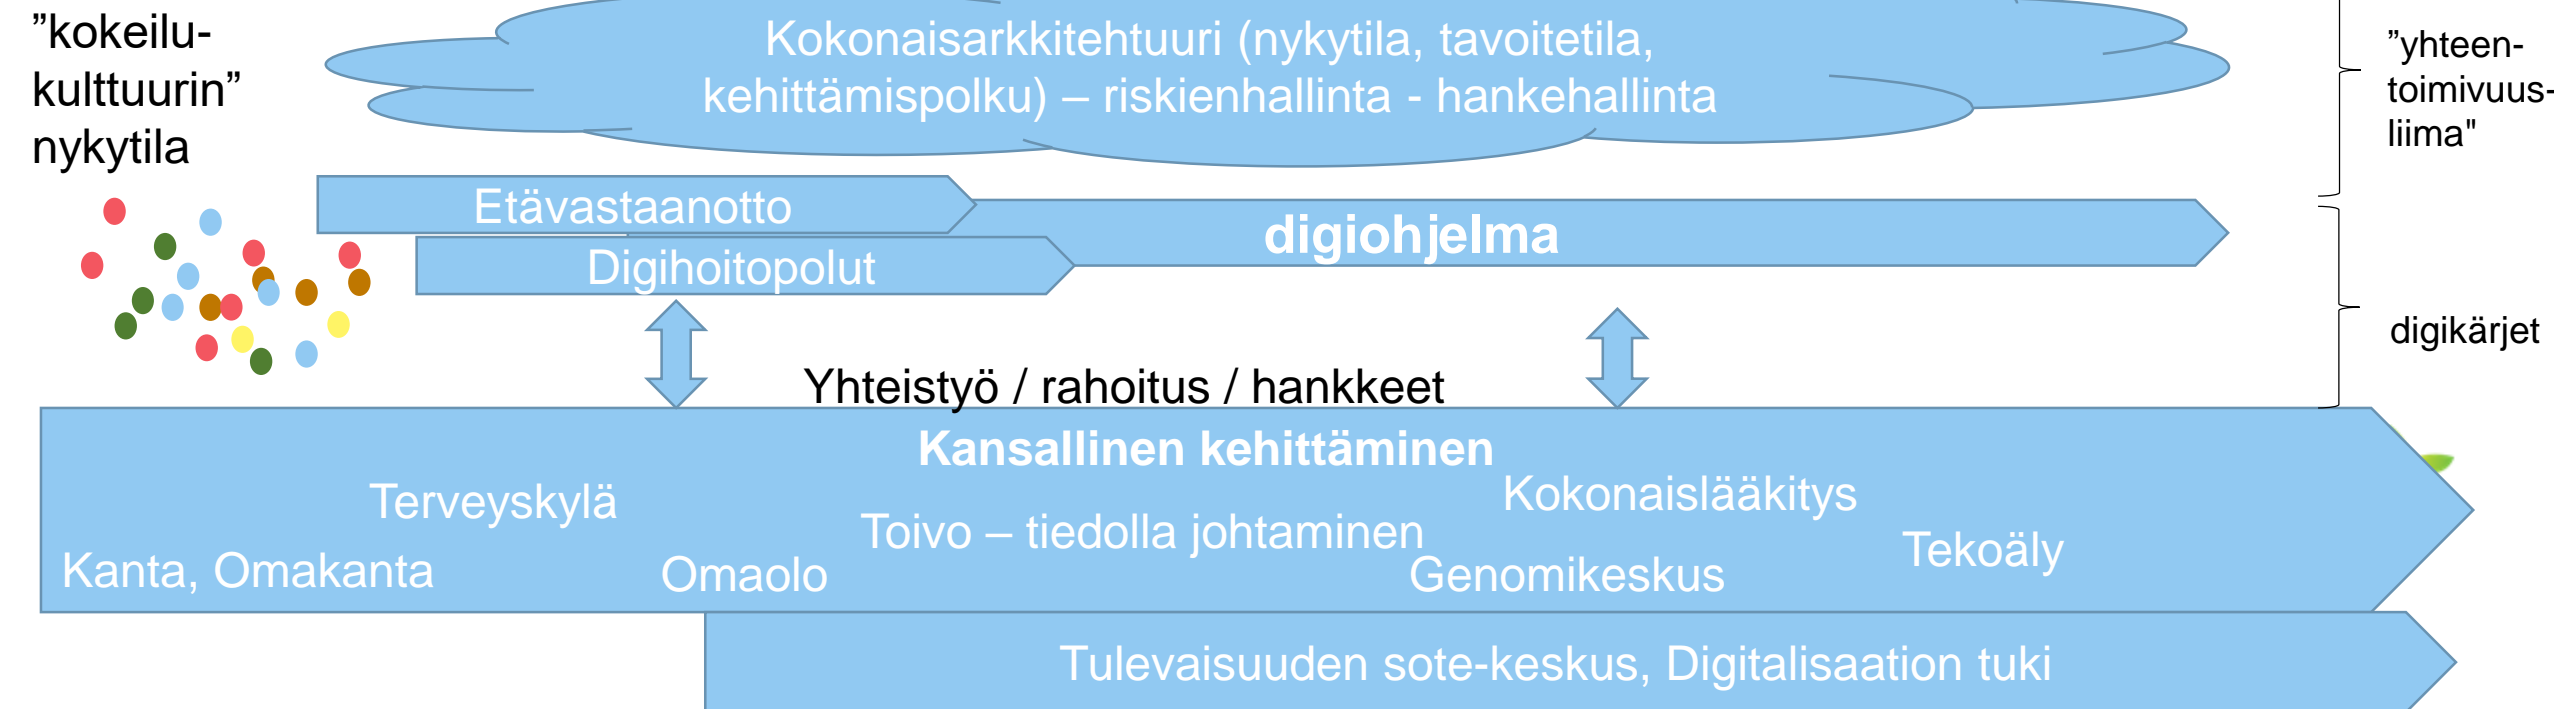 ”kokeilu-
kulttuurin”
nykytila
Kokonaisarkkitehtuuri (nykytila, tavoitetila,
kehittämispolku) – riskienhallinta - hankehallinta
”yhteen-
toimivuus-
liima"
Etävastaanotto
digiohjelma
Digihoitopolut
digikärjet
Yhteistyö / rahoitus / hankkeet
Kansallinen kehittäminen
Terveyskylä
Kokonaislääkitys
Toivo – tiedolla johtaminen
Tekoäly
Kanta, Omakanta
Omaolo
Genomikeskus
Tulevaisuuden sote-keskus, Digitalisaation tuki